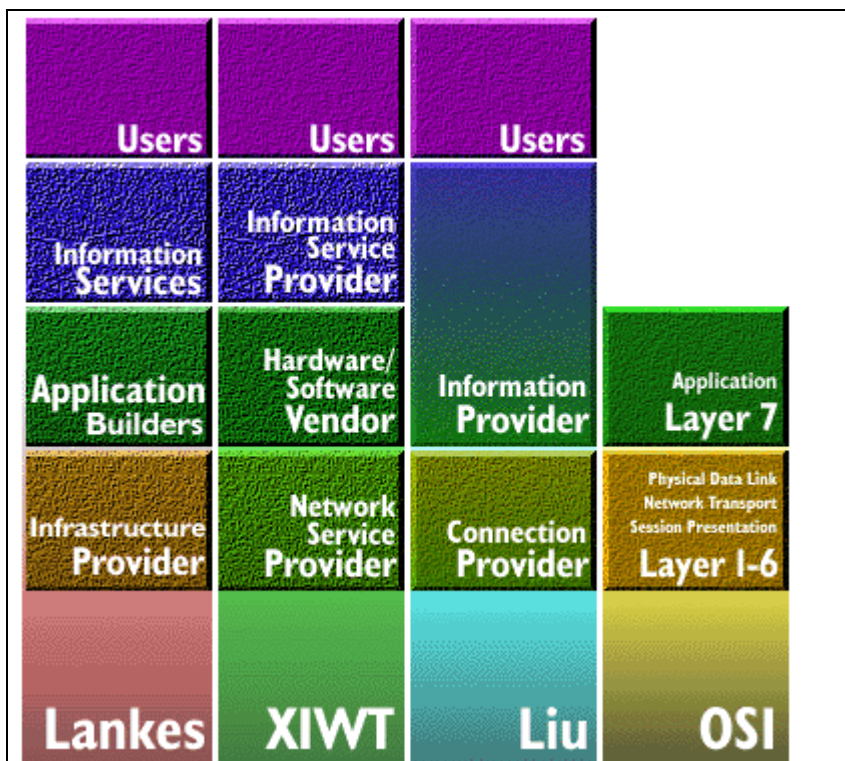 Users
Users
Users
Information
Services
Information
Service
Provider
Application
Builders
Hardware/
Software
Vendor
Information
Provider
Application
Layer 7
Infrastructure
Provider
Network
Service
Provider
Connection
Provider
Physical Data Link
Network Transport
Session Presentation
Layer 1-6
Lankes
XIWT
Liu
OSI